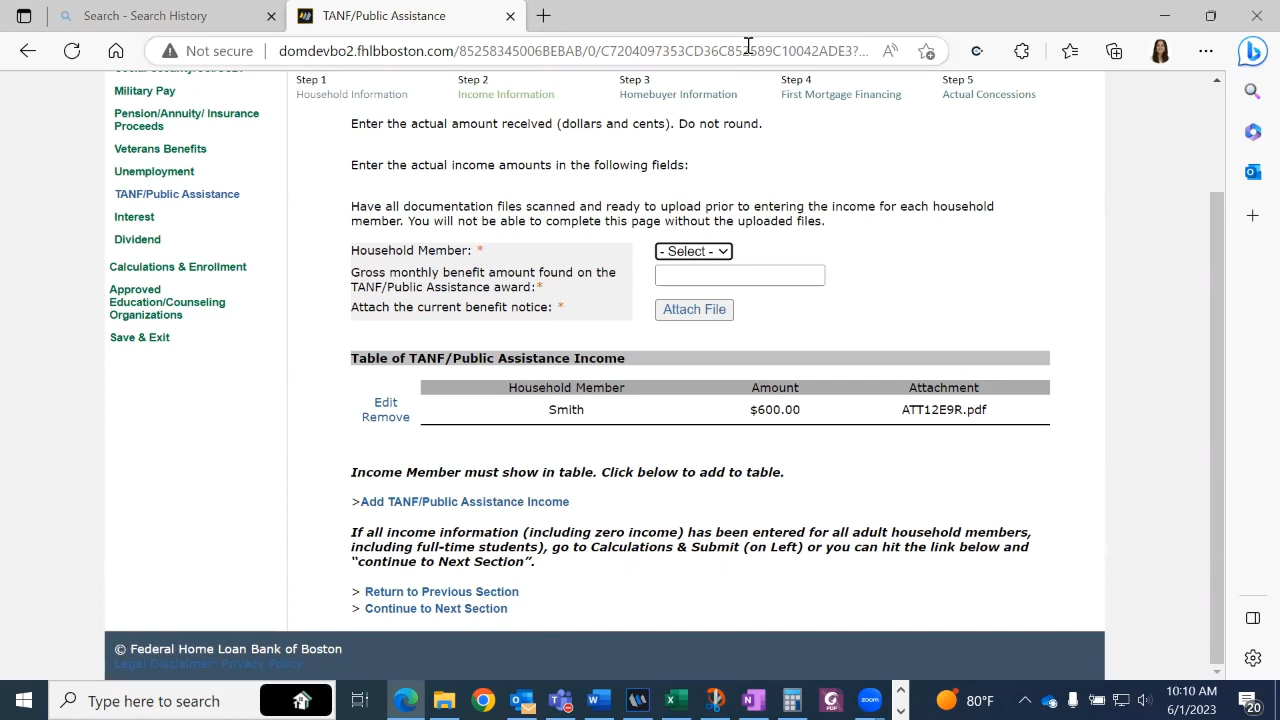 Search - Search - Horizon
TANF/Public Assistance
Not secure
domdevbo2.fhlbboston.com/85258345006BEBAB/0/C7204097353CD36C852589C10042ADE3?...
Military Pay
Pension/Annuity/ Insurance
Proceeds
Veterans Benefits
Unemployment
TANF/Public Assistance
Interest
Dividend
Calculations & Enrollment
Approved
Education/Counseling
Organizations
Save & Exit
Step 1
Household Information
Step 2
Income Information
Step 3
Homebuyer Information
Step 4
First Mortgage Financing
Step 5
Actual Concessions
Enter the actual amount received (dollars and cents). Do not round.
Enter the actual income amounts in the following fields:
Have all documentation files scanned and ready to upload prior to entering the income for each household
member. You will not be able to complete this page without the uploaded files.
Household Member: *
- Select -
Gross monthly benefit amount found on the
TANF/Public Assistance award:*
Attach the current benefit notice: *
Attach File
Table of TANF/Public Assistance Income
Household Member Amount Attachment
Edit
Remove
Smith $600.00 ATT12E9R.pdf
Income Member must show in table. Click below to add to table.
>Add TANF/Public Assistance Income
If all income information (including zero income) has been entered for all adult household members,
including full-time students), go to Calculations & Submit (on Left) or you can hit the link below and
"continue to Next Section".
> Return to Previous Section
> Continue to Next Section
© Federal Home Loan Bank of Boston
Legal Disclaimer Privacy Policy
Type here to search
zoom
80°F
10:10 AM
6/1/2023
20